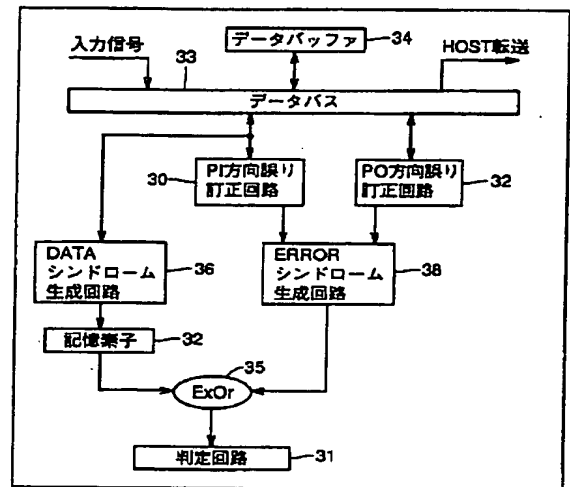 入力信号
33
データバッファ
34
HOST転送
データバス
30
PI方向誤り
訂正回路
PO方向誤り
訂正回路
32
DATA
シンドローム
生成回路
36
ERROR
シンドローム
生成回路
38
記憶素子
32
35
ExOr
判定回路
31